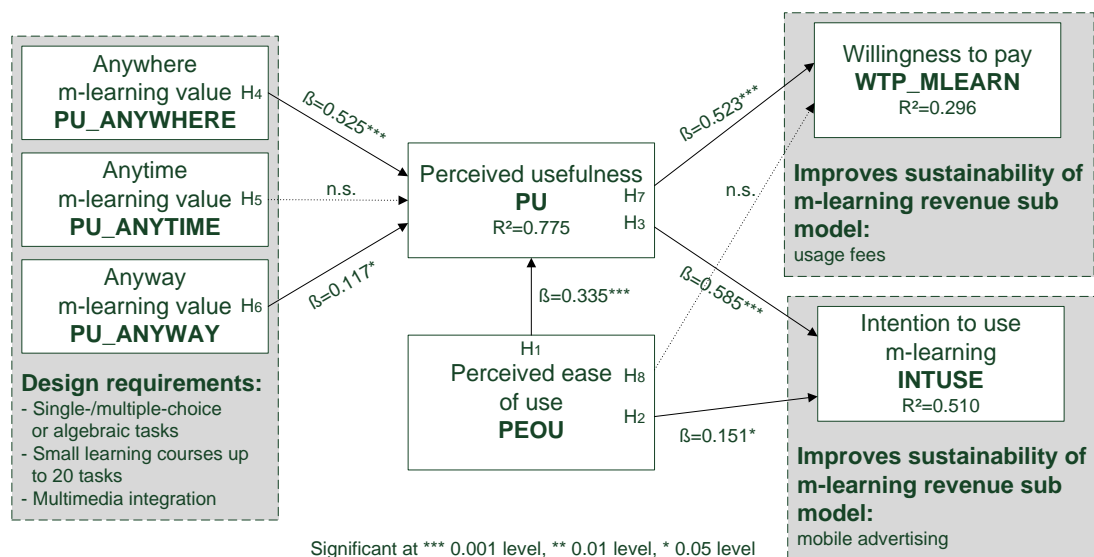 Anywhere
m-learning value
PU_ANYWHERE
H4
Anytime
m-learning value
PU_ANYTIME
H5
Anyway
m-learning value
PU_ANYWAY
H6
Design requirements:
- Single-/multiple-choice
or algebraic tasks
- Small learning courses up
to 20 tasks
- Multimedia integration
ß=0.525***
n.s.
ß=0.117*
Perceived usefulness
PU
R²=0.775
H7
H3
ß=0.335***
H1
Perceived ease
of use
PEOU
H8
H2
ß=0.523***
n.s.
ß=0.585***
ß=0.151*
Willingness to pay
WTP_MLEARN
R²=0.296
Improves sustainability of
m-learning revenue sub
model:
usage fees
Intention to use
m-learning
INTUSE
R²=0.510
Improves sustainability of
m-learning revenue sub
model:
mobile advertising
Significant at *** 0.001 level, ** 0.01 level, * 0.05 level